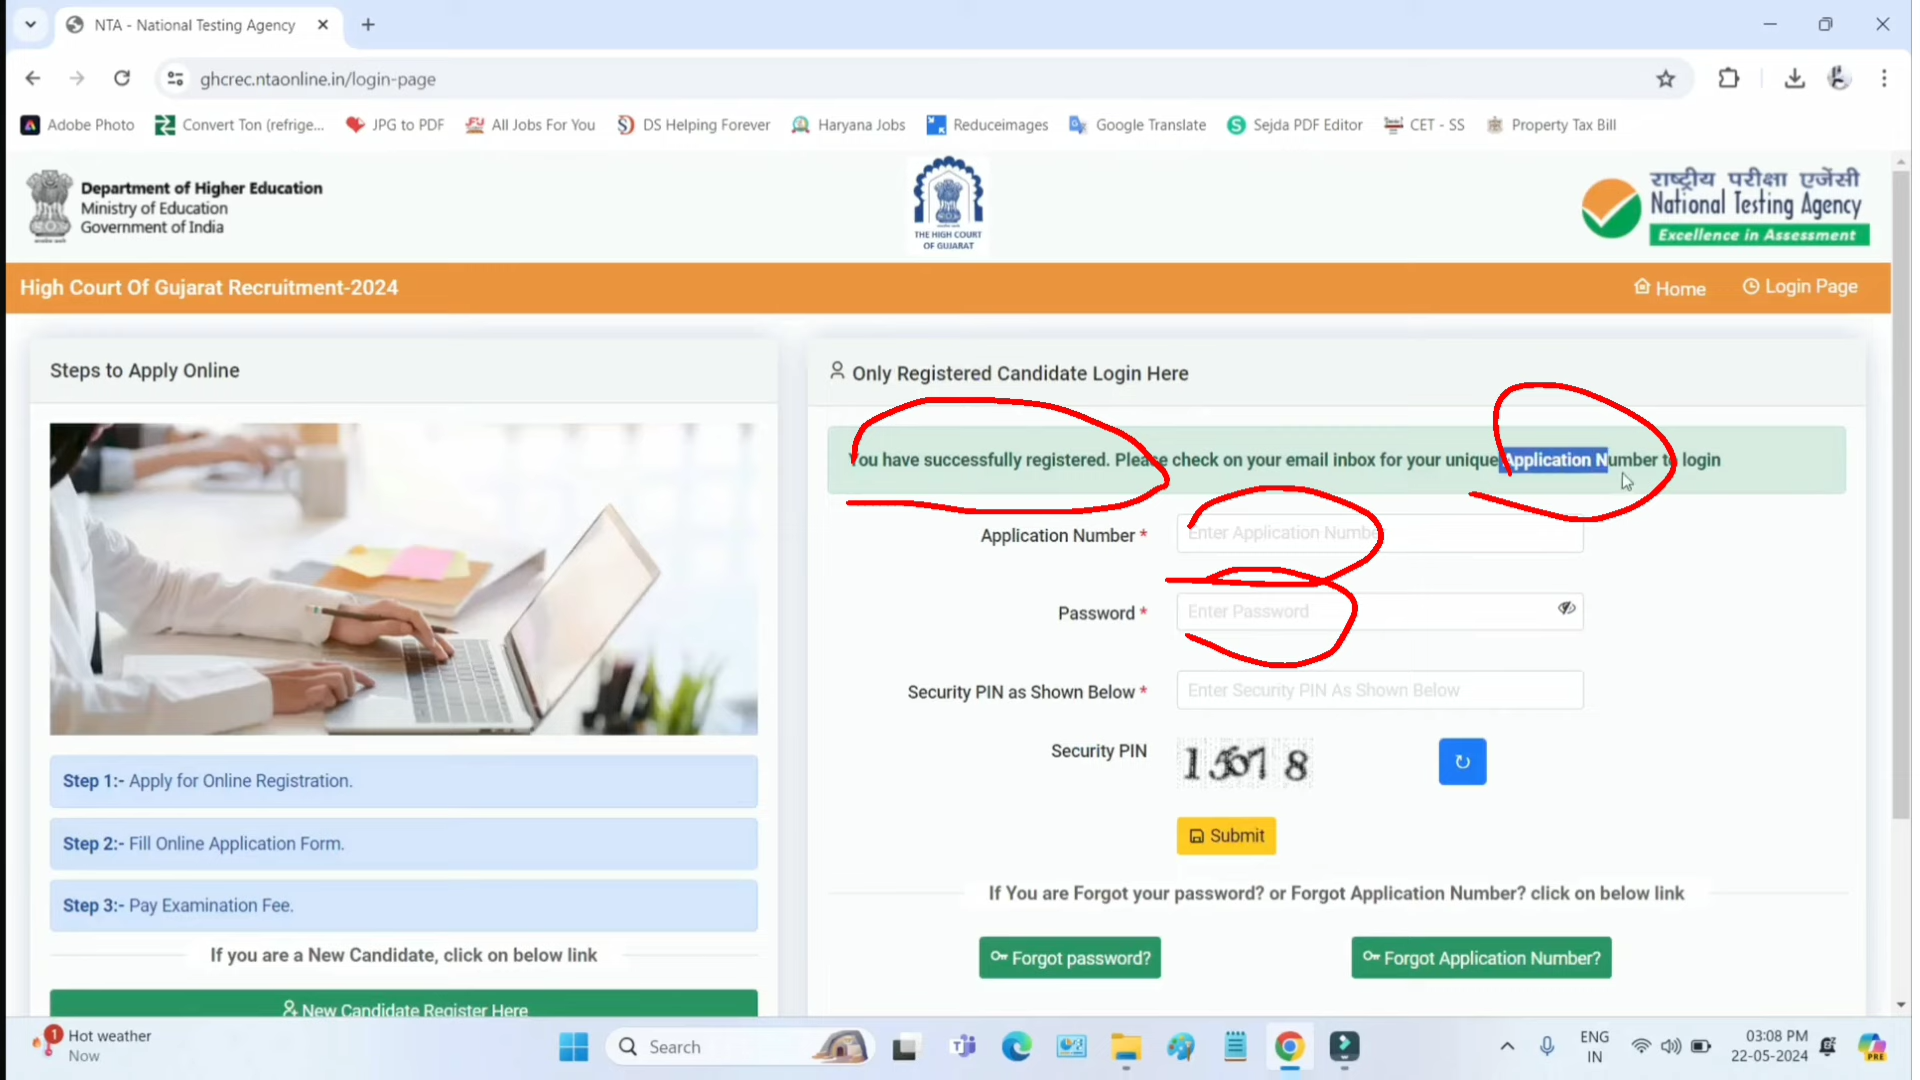 NTA - National Testing Agency
ghcrec.ntaonline.in/login-page
Adobe Photo
Convert Ton (refrige...
JPG to PDF
All Jobs For You
DS Helping Forever
Haryana Jobs
Reduceimages
Google Translate
Sejda PDF Editor
CET - SS
Property Tax Bill
Department of Higher Education
Ministry of Education
Government of India
THE HIGH COURT
OF GUJARAT
राष्ट्रीय परीक्षा एजेंसी
National Testing Agency
Excellence in Assessment
High Court Of Gujarat Recruitment-2024
Home
Login Page
Steps to Apply Online
Step 1:- Apply for Online Registration.
Step 2:- Fill Online Application Form.
Step 3:- Pay Examination Fee.
If you are a New Candidate, click on below link
New Candidate Register Here
Only Registered Candidate Login Here
You have successfully registered. Please check on your email inbox for your unique Application Number to login
Application Number *
Enter Application Number
Password *
Enter Password
Security PIN as Shown Below *
Enter Security PIN As Shown Below
Security PIN
15678
Submit
If You are Forgot your password? or Forgot Application Number? click on below link
Forgot password?
Forgot Application Number?
1
Hot weather
Now
Search
ENG
IN
03:08 PM
22-05-2024
PRE